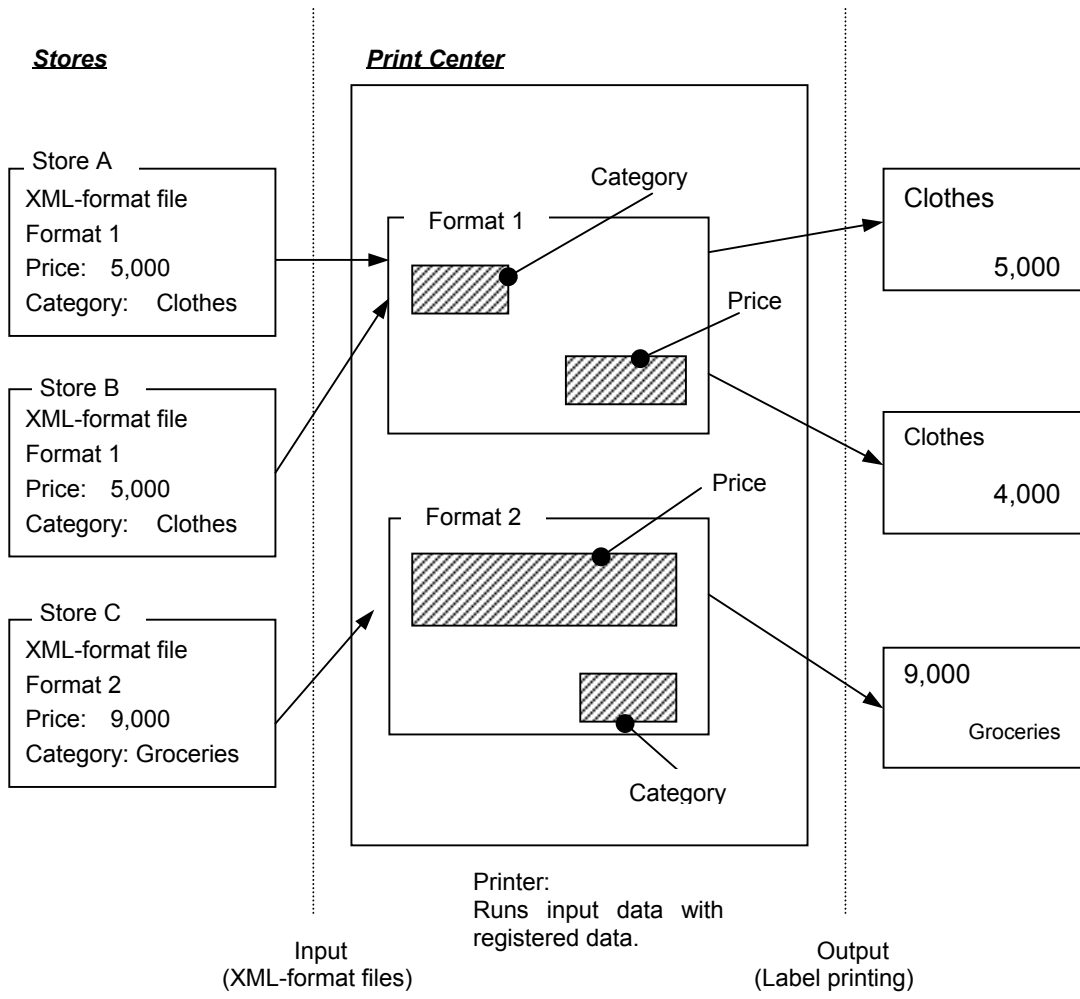 Stores
Store A
XML-format file
Format 1
Price: 5,000
Category: Clothes
Store B
XML-format file
Format 1
Price: 5,000
Category: Clothes
Store C
XML-format file
Format 2
Price: 9,000
Category: Groceries
Print Center
Category
Format 1
Price
Price
Format 2
Category
Printer:
Runs input data with
registered data.
Clothes
5,000
Clothes
4,000
9,000
Groceries
Input
(XML-format files)
Output
(Label printing)